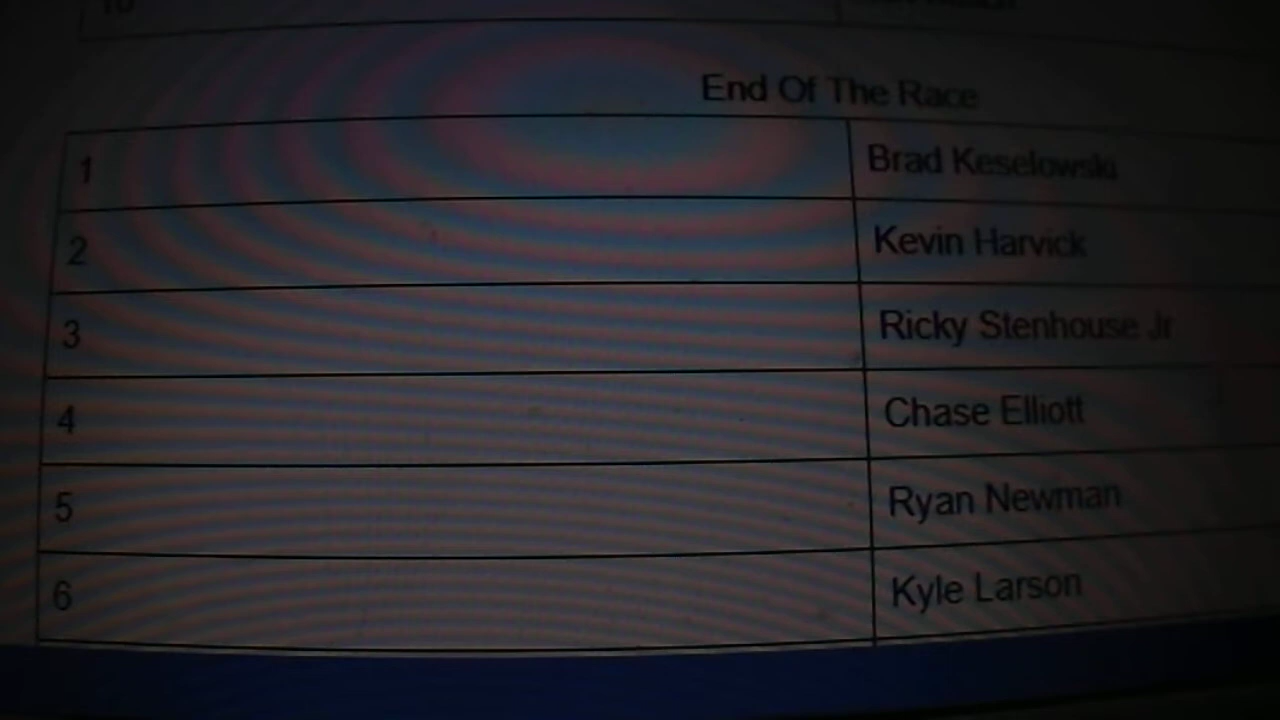 10
End Of The Race
1 Brad Keselowski
2 Kevin Harvick
3 Ricky Stenhouse Jr
4 Chase Elliott
5 Ryan Newman
6 Kyle Larson